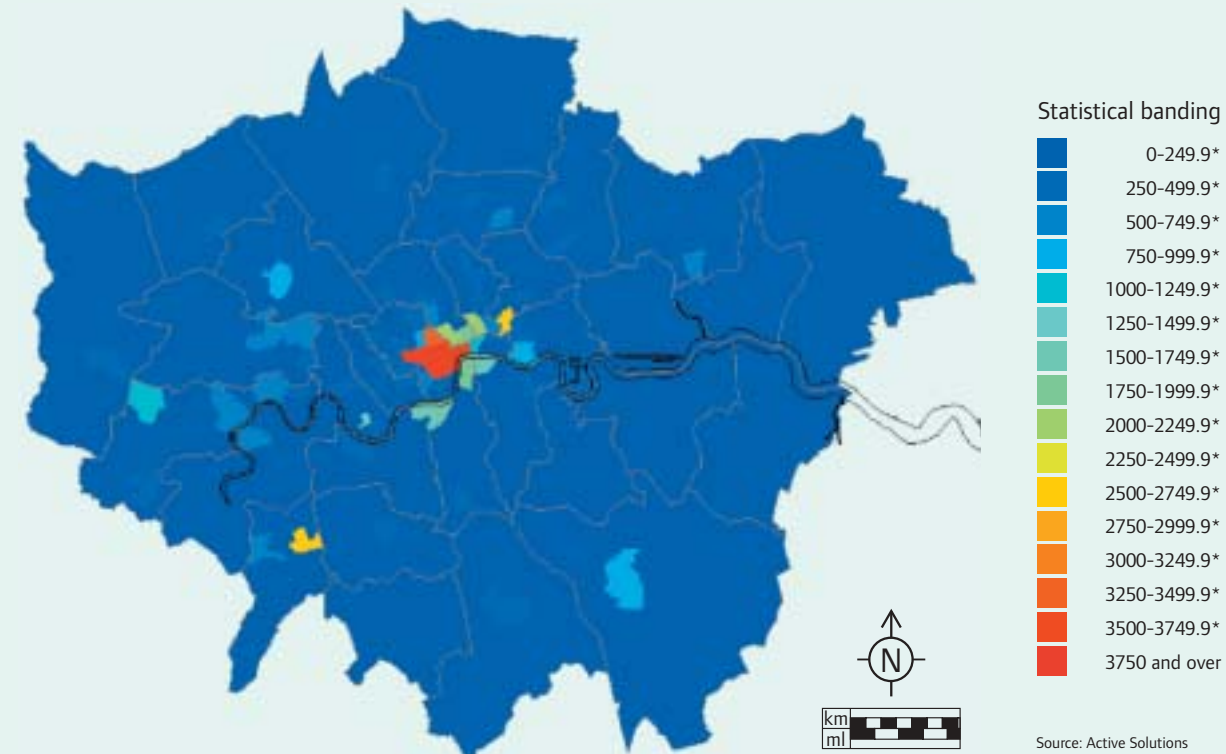 Statistical banding
0-249.9*
250-499.9*
500-749.9*
750-999.9*
1000-1249.9*
1250-1499.9*
1500-1749.9*
1750-1999.9*
2000-2249.9*
2250-2499.9*
2500-2749.9*
2750-2999.9*
3000-3249.9*
3250-3499.9*
3500-3749.9*
3750 and over
N
km
ml
Source: Active Solutions